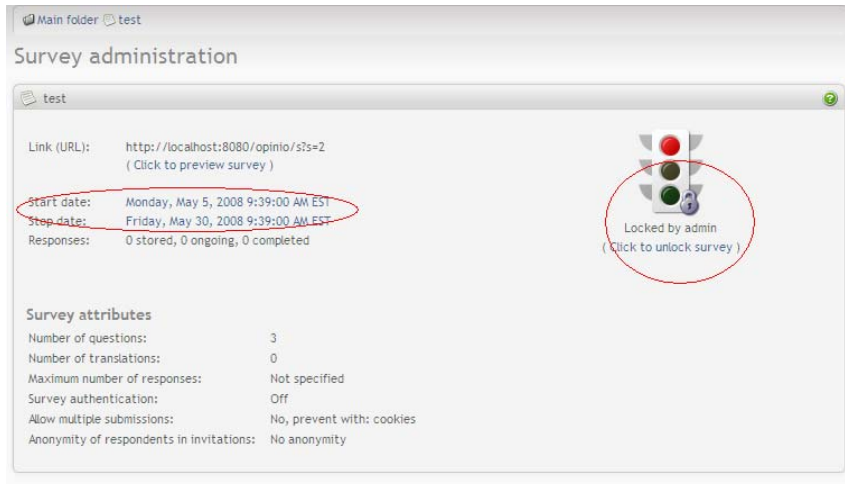 Main folder test
Survey administration
test
Link (URL): http://localhost:8080/opinio/s?s=2
( Click to preview survey )
Start date: Monday, May 5, 2008 9:39:00 AM EST
Stop date: Friday, May 30, 2008 9:39:00 AM EST
Responses: 0 stored, 0 ongoing, 0 completed
Locked by admin
( Click to unlock survey )
Survey attributes
Number of questions: 3
Number of translations: 0
Maximum number of responses: Not specified
Survey authentication: Off
Allow multiple submissions: No, prevent with: cookies
Anonymity of respondents in invitations: No anonymity